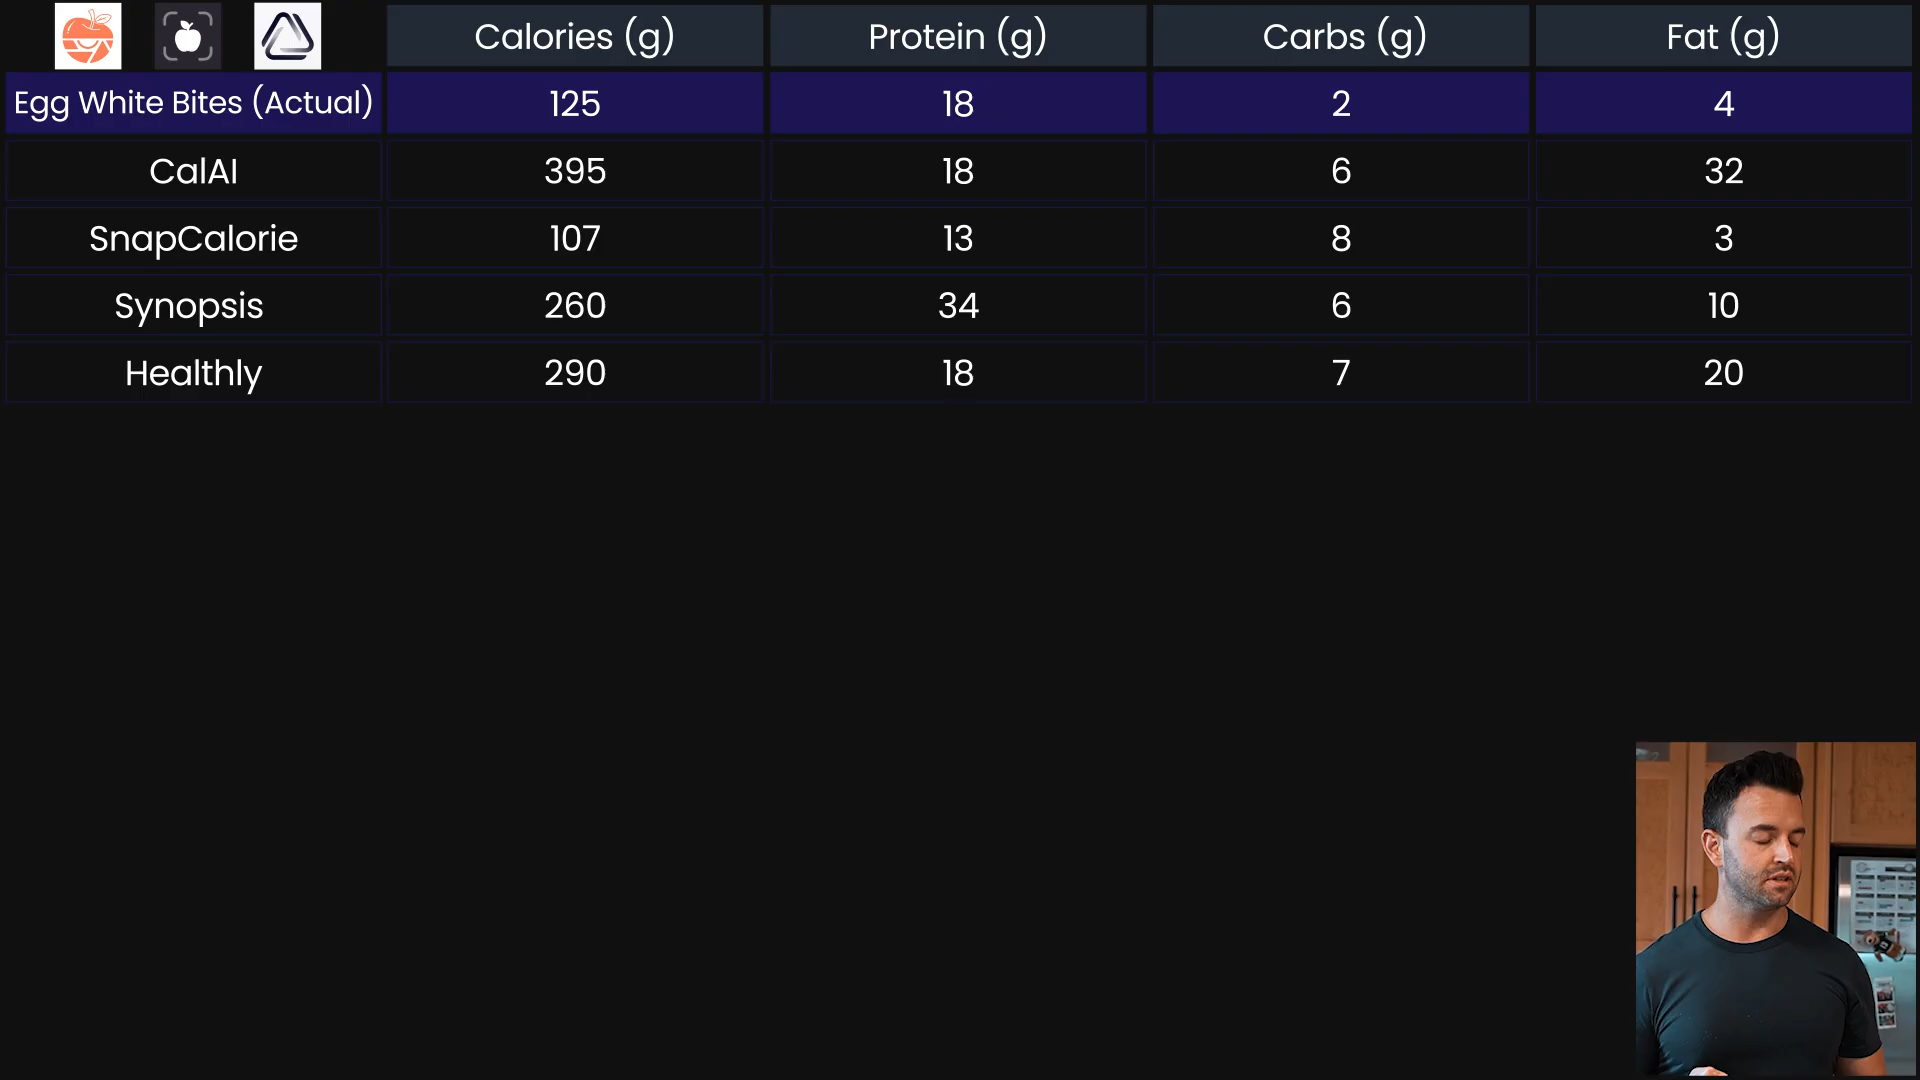 Calories (g) Protein (g) Carbs (g) Fat (g)
Egg White Bites (Actual) 125 18 2 4
CalAI 395 18 6 32
SnapCalorie 107 13 8 3
Synopsis 260 34 6 10
Healthly 290 18 7 20